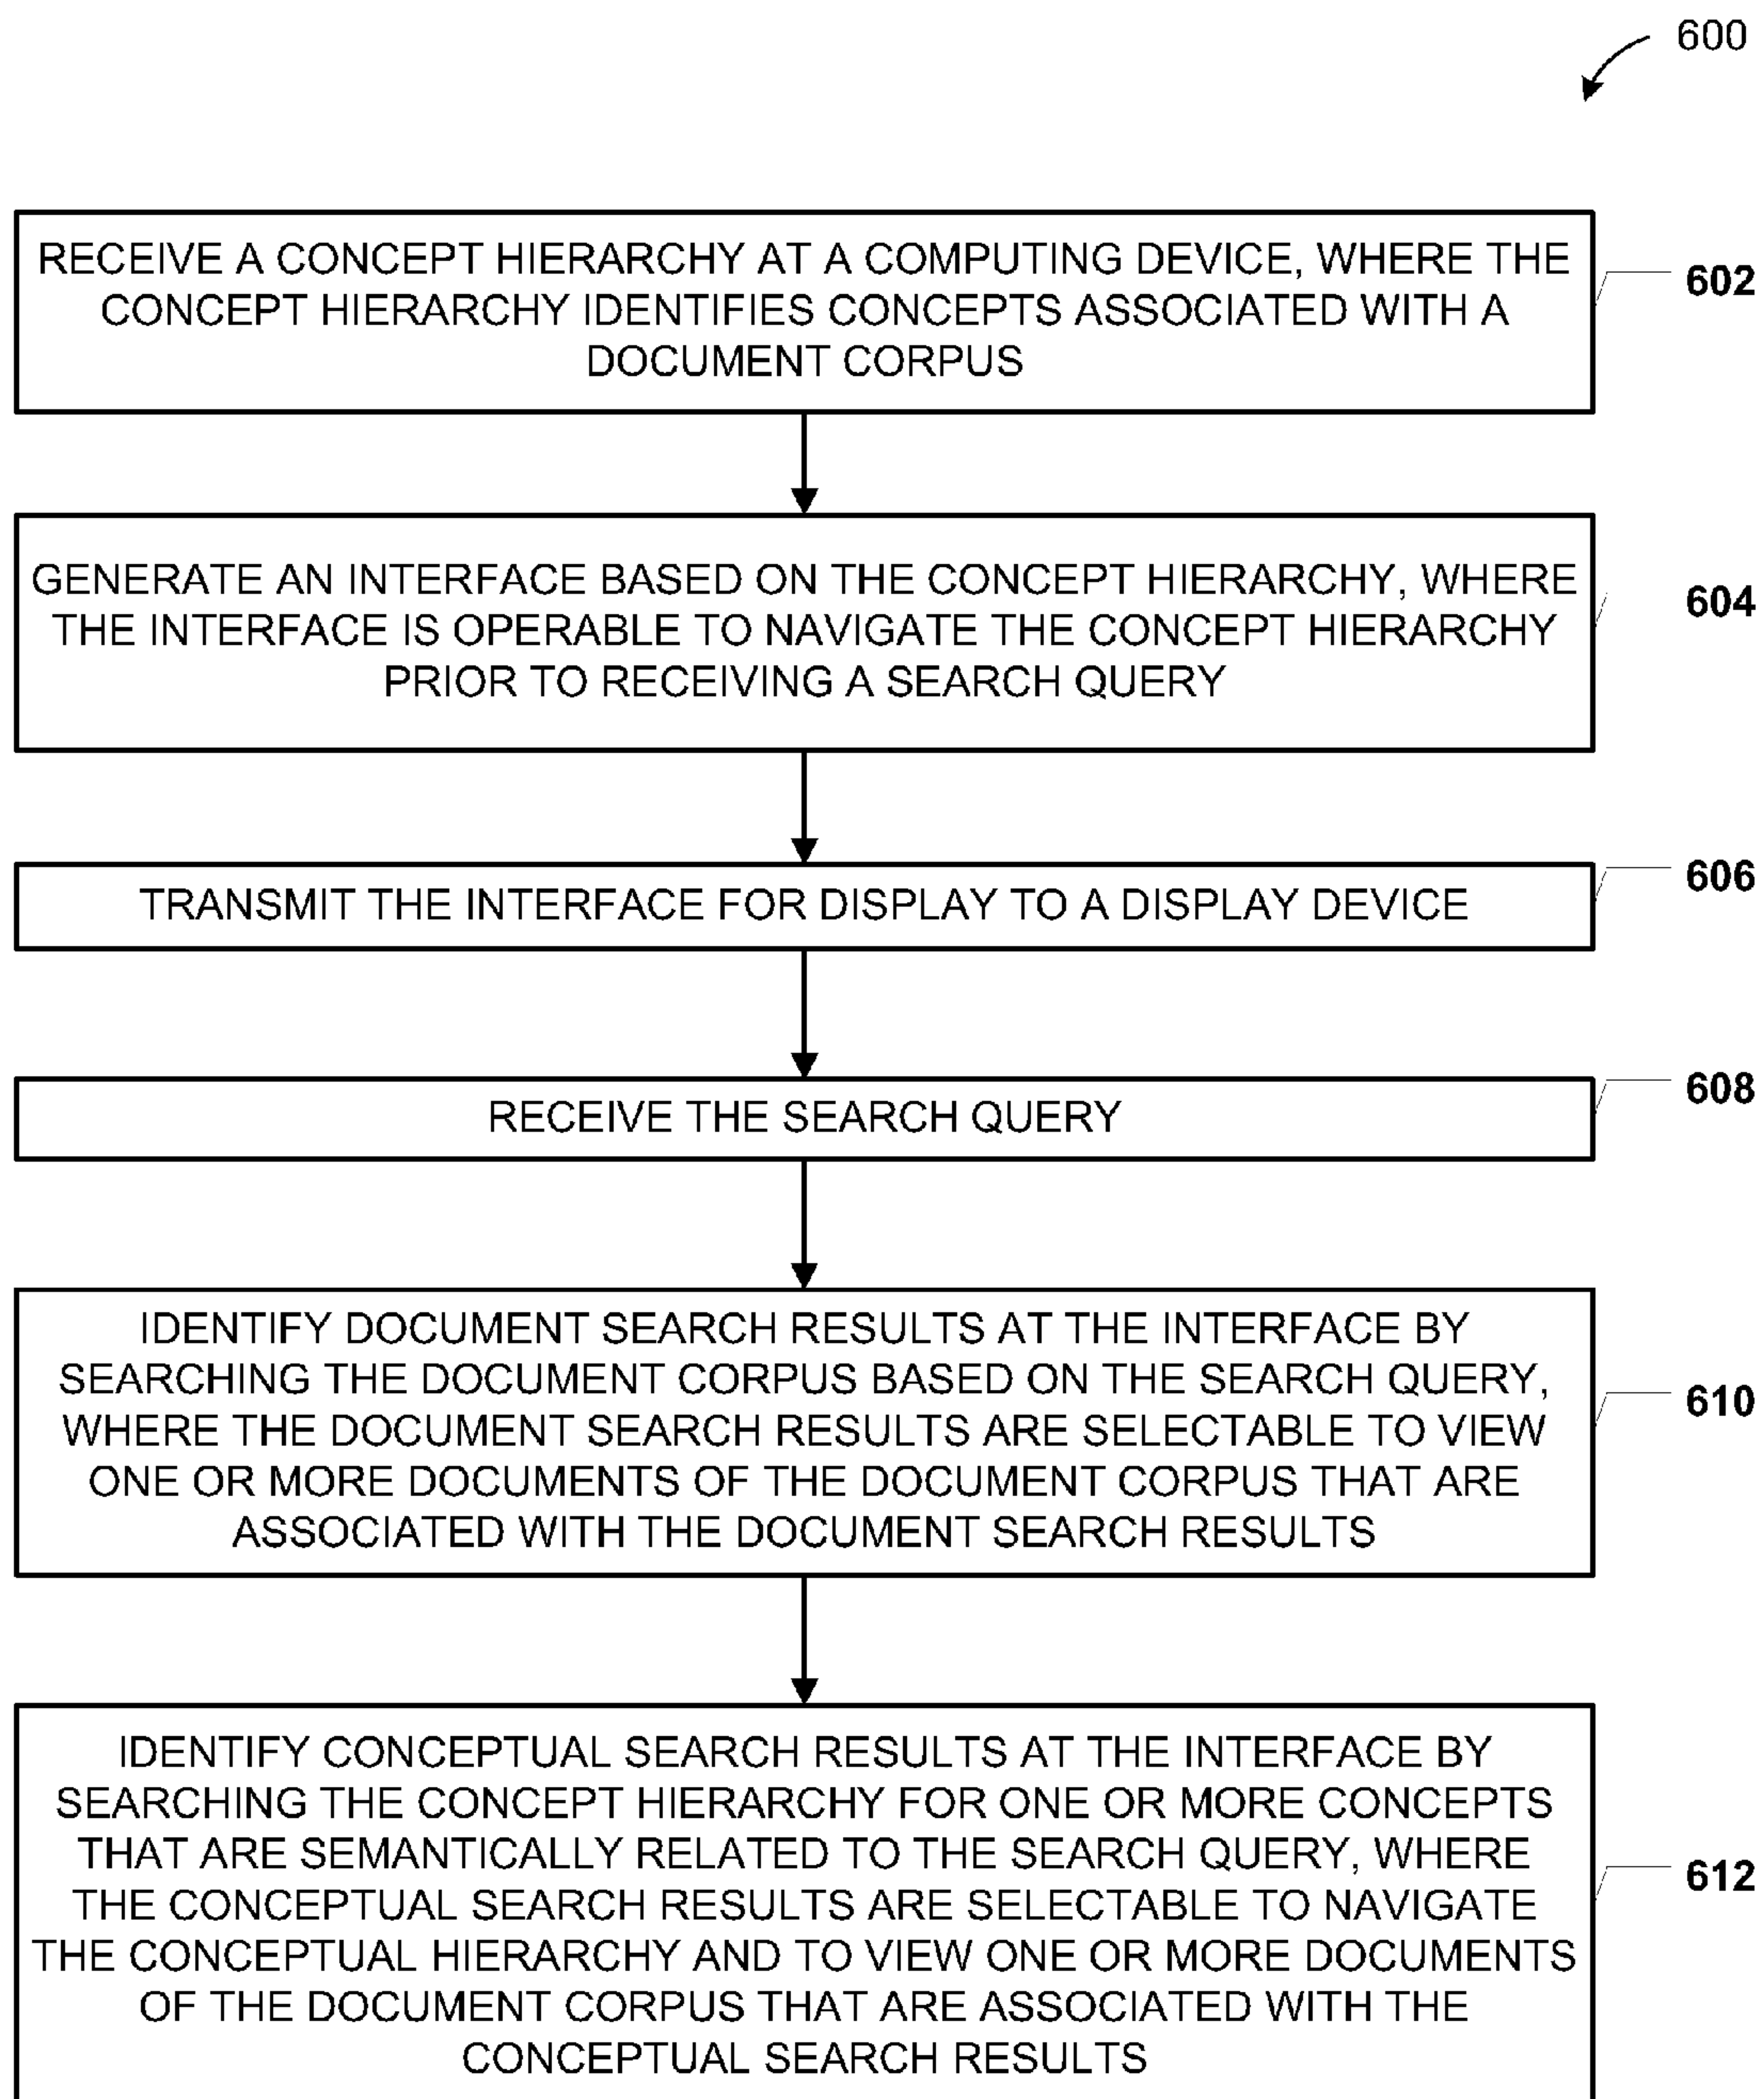 600
RECEIVE A CONCEPT HIERARCHY AT A COMPUTING DEVICE, WHERE THE
CONCEPT HIERARCHY IDENTIFIES CONCEPTS ASSOCIATED WITH A
DOCUMENT CORPUS
602
GENERATE AN INTERFACE BASED ON THE CONCEPT HIERARCHY, WHERE
THE INTERFACE IS OPERABLE TO NAVIGATE THE CONCEPT HIERARCHY
PRIOR TO RECEIVING A SEARCH QUERY
604
TRANSMIT THE INTERFACE FOR DISPLAY TO A DISPLAY DEVICE
606
RECEIVE THE SEARCH QUERY
608
IDENTIFY DOCUMENT SEARCH RESULTS AT THE INTERFACE BY
SEARCHING THE DOCUMENT CORPUS BASED ON THE SEARCH QUERY,
WHERE THE DOCUMENT SEARCH RESULTS ARE SELECTABLE TO VIEW
ONE OR MORE DOCUMENTS OF THE DOCUMENT CORPUS THAT ARE
ASSOCIATED WITH THE DOCUMENT SEARCH RESULTS
610
IDENTIFY CONCEPTUAL SEARCH RESULTS AT THE INTERFACE BY
SEARCHING THE CONCEPT HIERARCHY FOR ONE OR MORE CONCEPTS
THAT ARE SEMANTICALLY RELATED TO THE SEARCH QUERY, WHERE
THE CONCEPTUAL SEARCH RESULTS ARE SELECTABLE TO NAVIGATE
THE CONCEPTUAL HIERARCHY AND TO VIEW ONE OR MORE DOCUMENTS
OF THE DOCUMENT CORPUS THAT ARE ASSOCIATED WITH THE
CONCEPTUAL SEARCH RESULTS
612